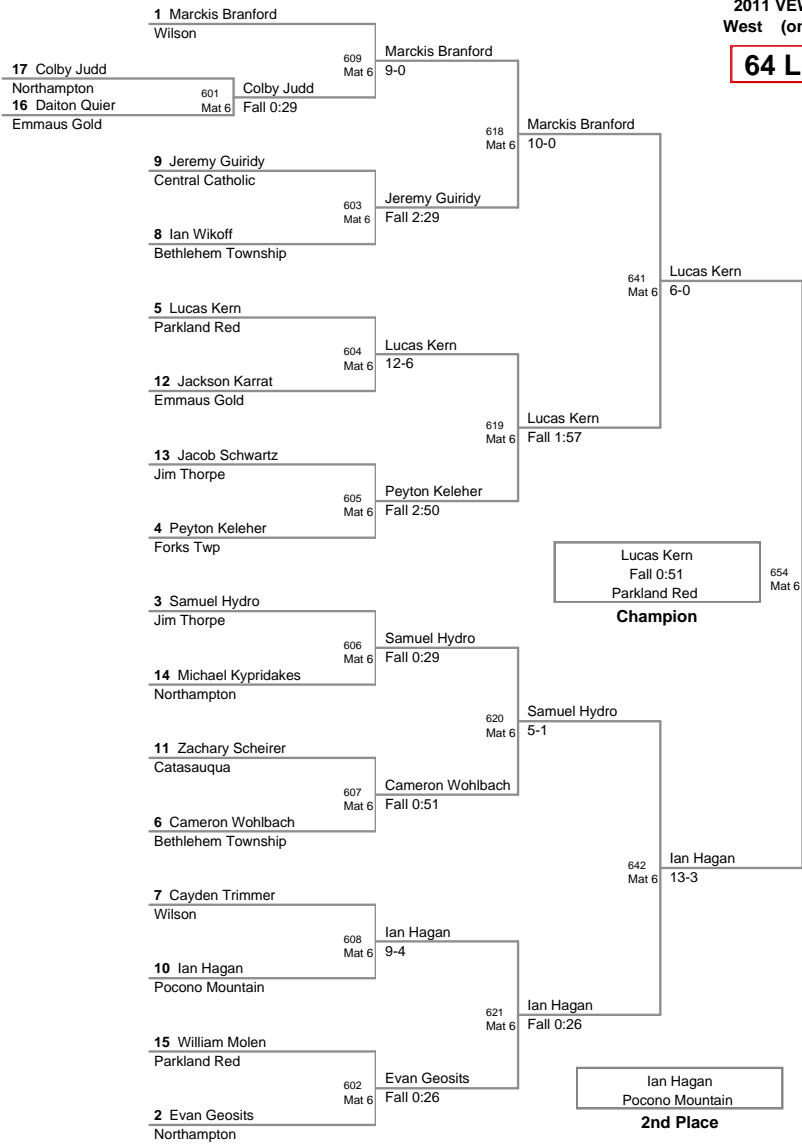 2011 VEW
West (or
64 L
1 Marckis Branford
Wilson
609
Mat 6
Marckis Branford
9-0
17 Colby Judd
Northampton
601
Mat 6
Colby Judd
Fall 0:29
16 Daiton Quier
Emmaus Gold
618
Mat 6
Marckis Branford
10-0
9 Jeremy Guiridy
Central Catholic
603
Mat 6
Jeremy Guiridy
Fall 2:29
8 Ian Wikoff
Bethlehem Township
641
Mat 6
Lucas Kern
6-0
5 Lucas Kern
Parkland Red
604
Mat 6
Lucas Kern
12-6
12 Jackson Karrat
Emmaus Gold
619
Mat 6
Lucas Kern
Fall 1:57
13 Jacob Schwartz
Jim Thorpe
605
Mat 6
Peyton Keleher
Fall 2:50
4 Peyton Keleher
Forks Twp
Lucas Kern
Fall 0:51
Parkland Red
Champion
654
Mat 6
3 Samuel Hydro
Jim Thorpe
606
Mat 6
Samuel Hydro
Fall 0:29
14 Michael Kypridakes
Northampton
620
Mat 6
Samuel Hydro
5-1
11 Zachary Scheirer
Catasauqua
607
Mat 6
Cameron Wohlbach
Fall 0:51
6 Cameron Wohlbach
Bethlehem Township
642
Mat 6
Ian Hagan
13-3
7 Cayden Trimmer
Wilson
608
Mat 6
Ian Hagan
9-4
10 Ian Hagan
Pocono Mountain
621
Mat 6
Ian Hagan
Fall 0:26
15 William Molen
Parkland Red
602
Mat 6
Evan Geosits
Fall 0:26
2 Evan Geosits
Northampton
Ian Hagan
Pocono Mountain
2nd Place